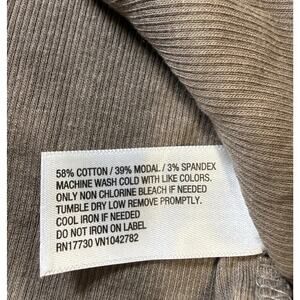 58% COTTON / 39% MODAL / 3% SPANDEX
MACHINE WASH COLD WITH LIKE COLORS.
ONLY NON CHLORINE BLEACH IF NEEDED
TUMBLE DRY LOW REMOVE PROMPTLY.
COOL IRON IF NEEDED
DO NOT IRON ON LABEL
RN17730 VN1042782